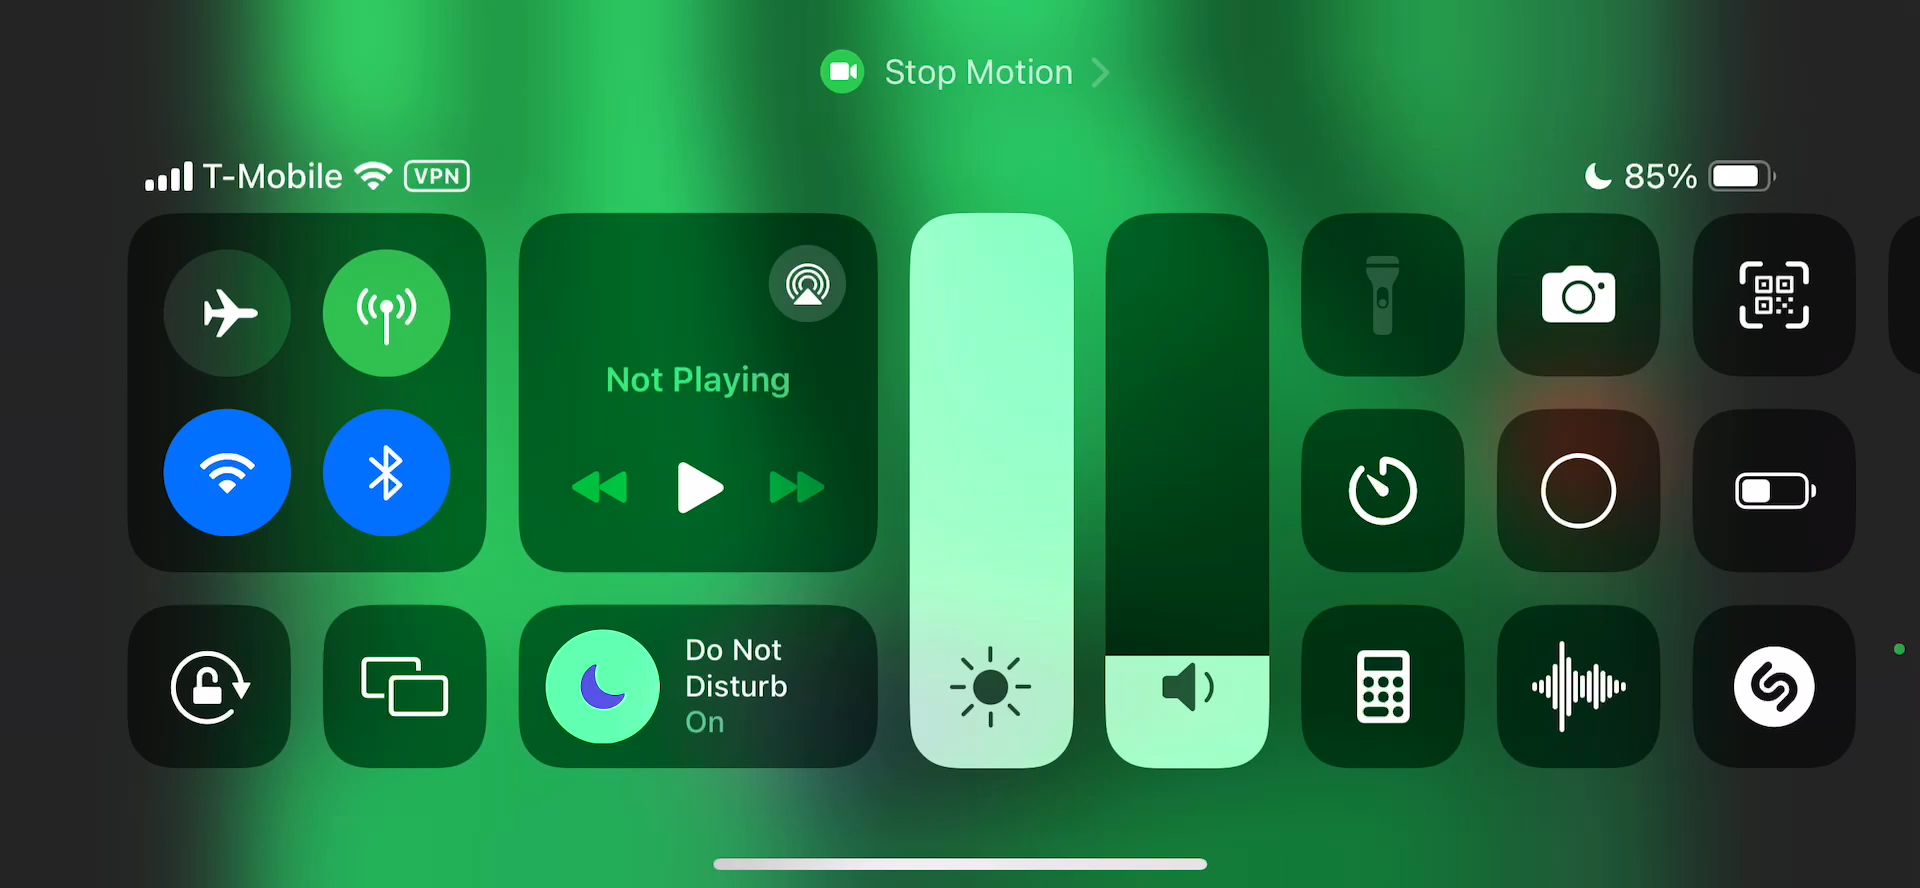 Stop Motion
T-Mobile VPN
85%
Not Playing
Do Not
Disturb
On